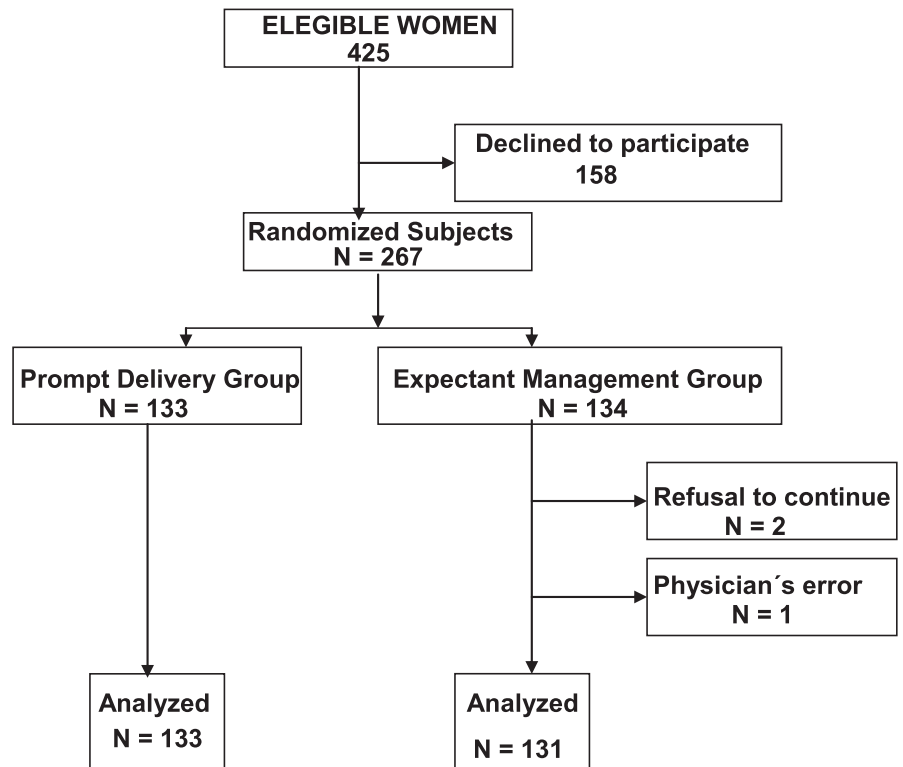 ELEGIBLE WOMEN
425
Declined to participate
158
Randomized Subjects
N = 267
Prompt Delivery Group
N = 133
Expectant Management Group
N = 134
Refusal to continue
N = 2
Physician´s error
N = 1
Analyzed
N = 133
Analyzed
N = 131